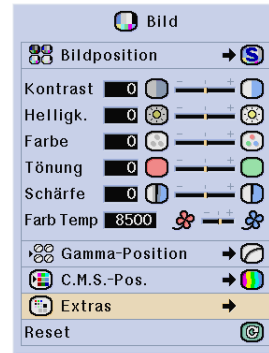 Bild
Bildposition S
Kontrast 0 - +
Helligk. 0 - +
Farbe 0 - +
Tönung 0 - +
Schärfe 0 - +
Farb Temp 8500 - +
Gamma-Position
C.M.S.-Pos.
Extras
Reset